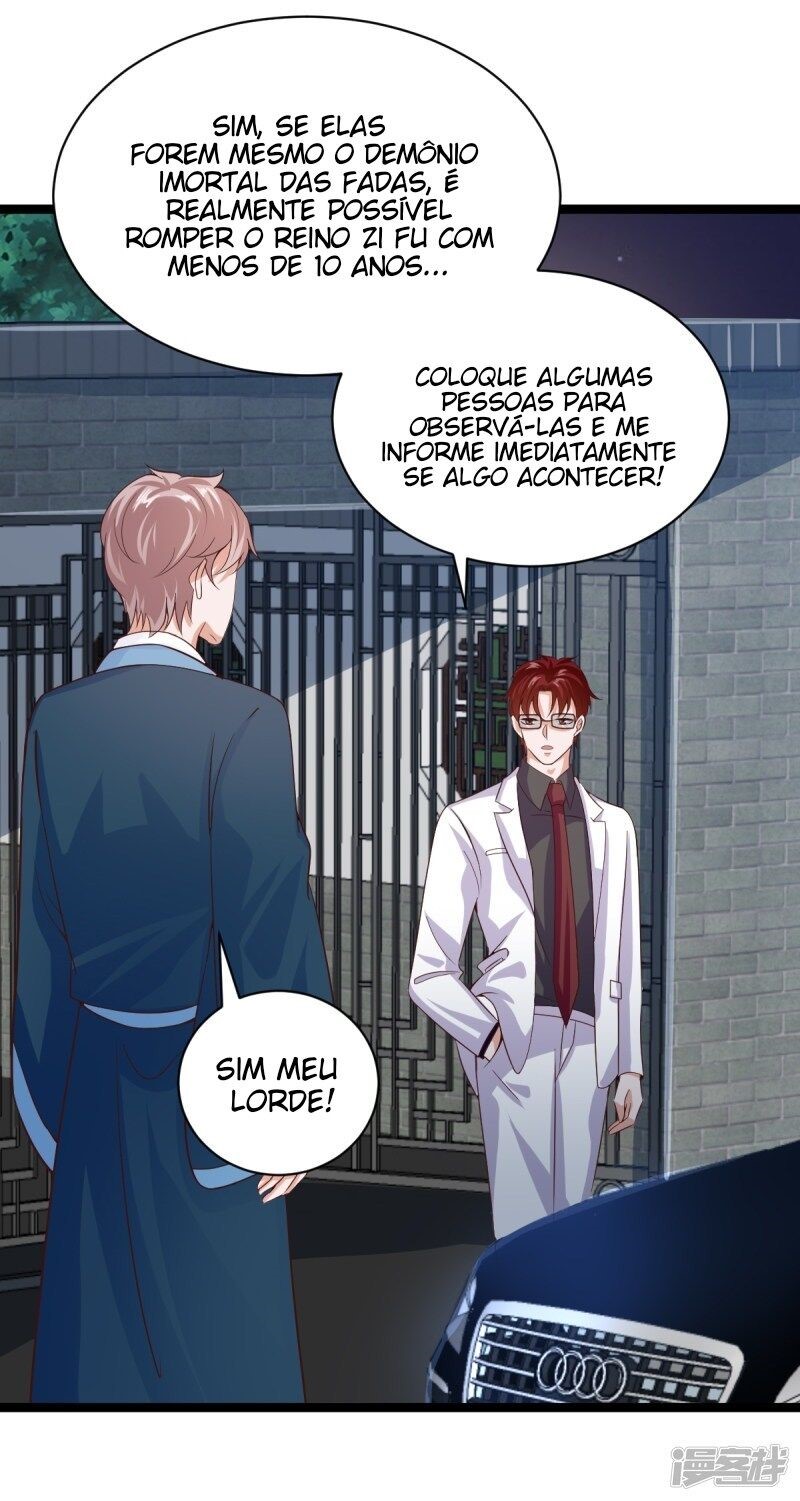 SIM, SE ELAS
FOREM MESMO O DEMÔNIO
IMORTAL DAS FADAS, É
REALMENTE POSSÍVEL
ROMPER O REINO ZI FU COM
MENOS DE 10 ANOS...
COLOQUE ALGUMAS
PESSOAS PARA
OBSERVÁ-LAS E ME
INFORME IMEDIATAMENTE
SE ALGO ACONTECER!
SIM MEU
LORDE!
漫客栈